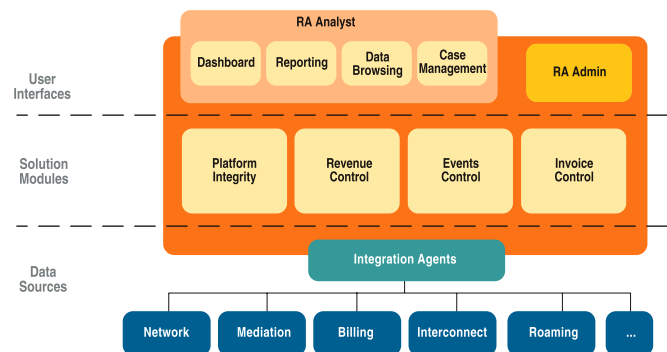 RA Analyst
Dashboard
Reporting
Data
Browsing
Case
Management
RA Admin
User
Interfaces
Solution
Modules
Platform
Integrity
Revenue
Control
Events
Control
Invoice
Control
Data
Sources
Integration Agents
Network
Mediation
Billing
Interconnect
Roaming
...